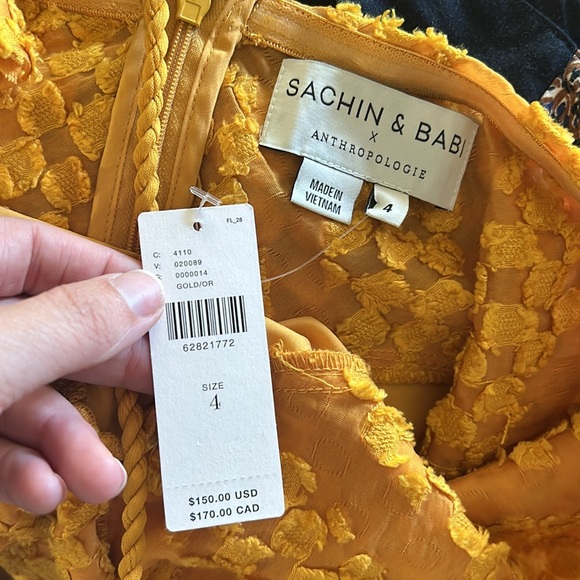 SACHIN & BABI
X
ANTHROPOLOGIE
MADE IN
VIETNAM
4
FL_28
C: 4110
V: 020089
0000014
GOLD/OR
62821772
SIZE
4
$150.00 USD
$170.00 CAD